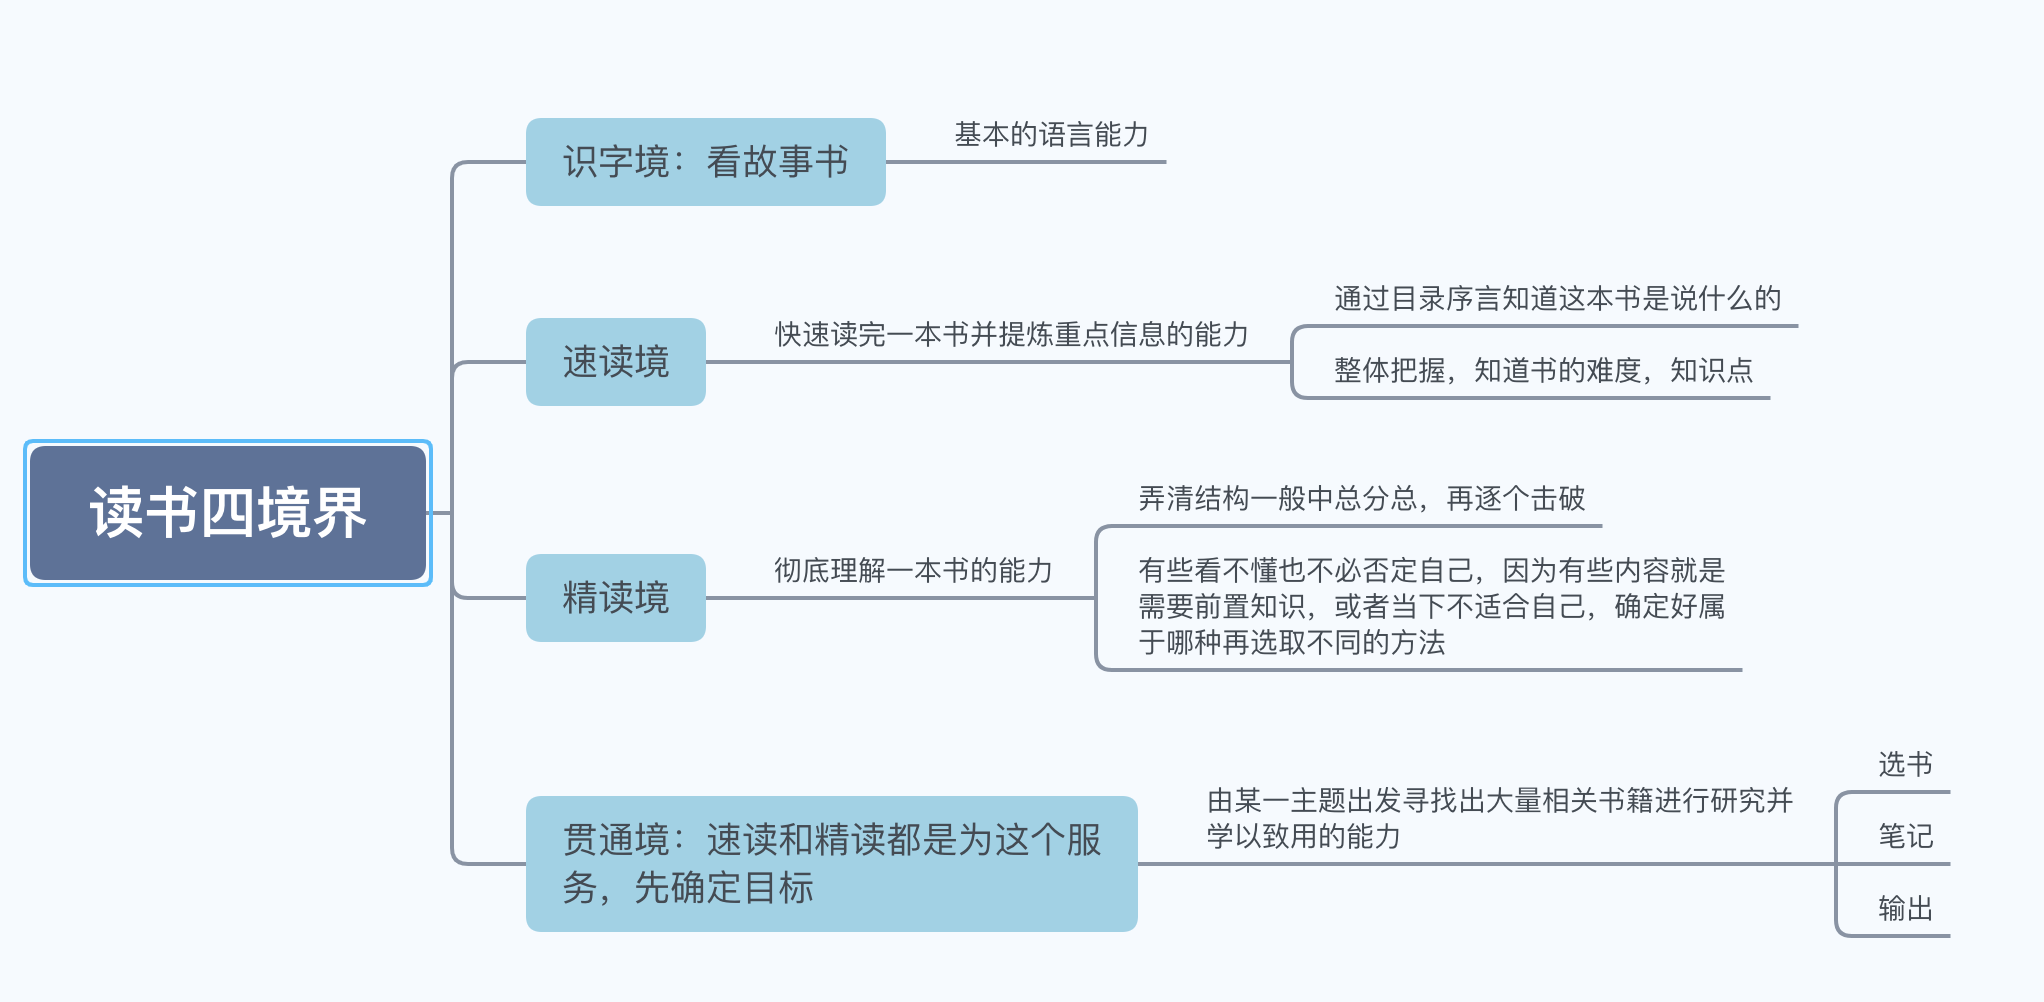 读书四境界
识字境：看故事书
基本的语言能力
速读境
快速读完一本书并提炼重点信息的能力
通过目录序言知道这本书是说什么的
整体把握，知道书的难度，知识点
精读境
彻底理解一本书的能力
弄清结构一般中总分总，再逐个击破
有些看不懂也不必否定自己，因为有些内容就是
需要前置知识，或者当下不适合自己，确定好属
于哪种再选取不同的方法
贯通境：速读和精读都是为这个服
务，先确定目标
由某一主题出发寻找出大量相关书籍进行研究并
学以致用的能力
选书
笔记
输出